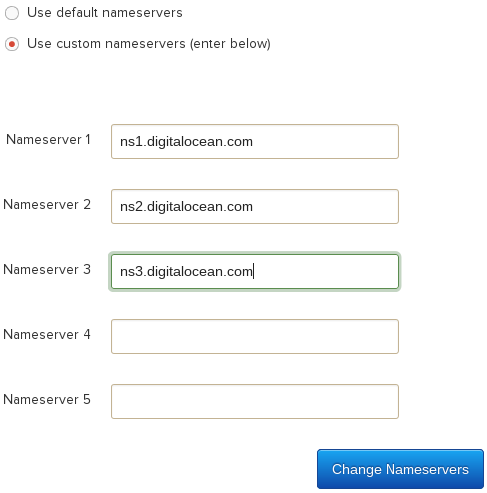 Use default nameservers
Use custom nameservers (enter below)
Nameserver 1 ns1.digitalocean.com
Nameserver 2 ns2.digitalocean.com
Nameserver 3 ns3.digitalocean.com
Nameserver 4
Nameserver 5
Change Nameservers